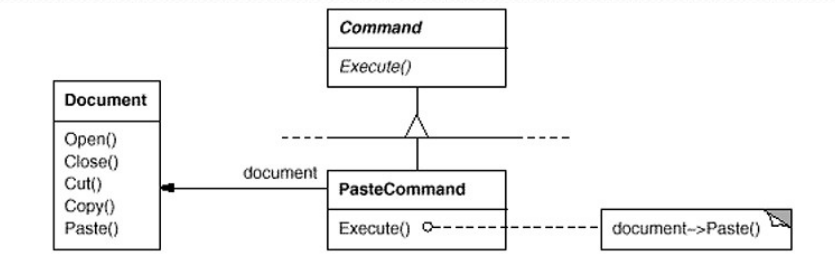 Command
Execute()
Document
Open()
Close()
Cut()
Copy()
Paste()
document
PasteCommand
Execute()
document->Paste()